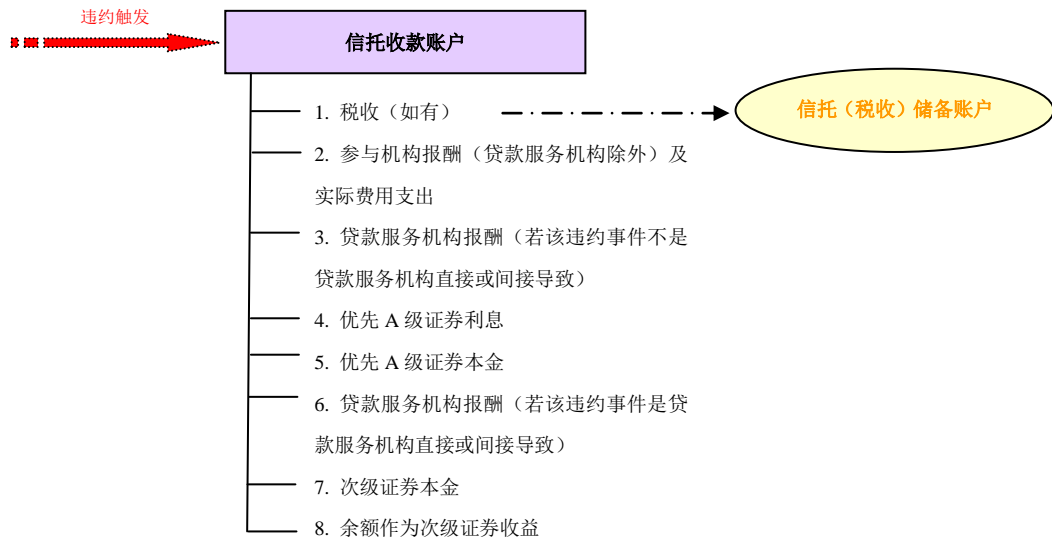 违约触发
信托收款账户
1. 税收（如有）
信托（税收）储备账户
2. 参与机构报酬（贷款服务机构除外）及
实际费用支出
3. 贷款服务机构报酬（若该违约事件不是
贷款服务机构直接或间接导致）
4. 优先 A 级证券利息
5. 优先 A 级证券本金
6. 贷款服务机构报酬（若该违约事件是贷
款服务机构直接或间接导致）
7. 次级证券本金
8. 余额作为次级证券收益